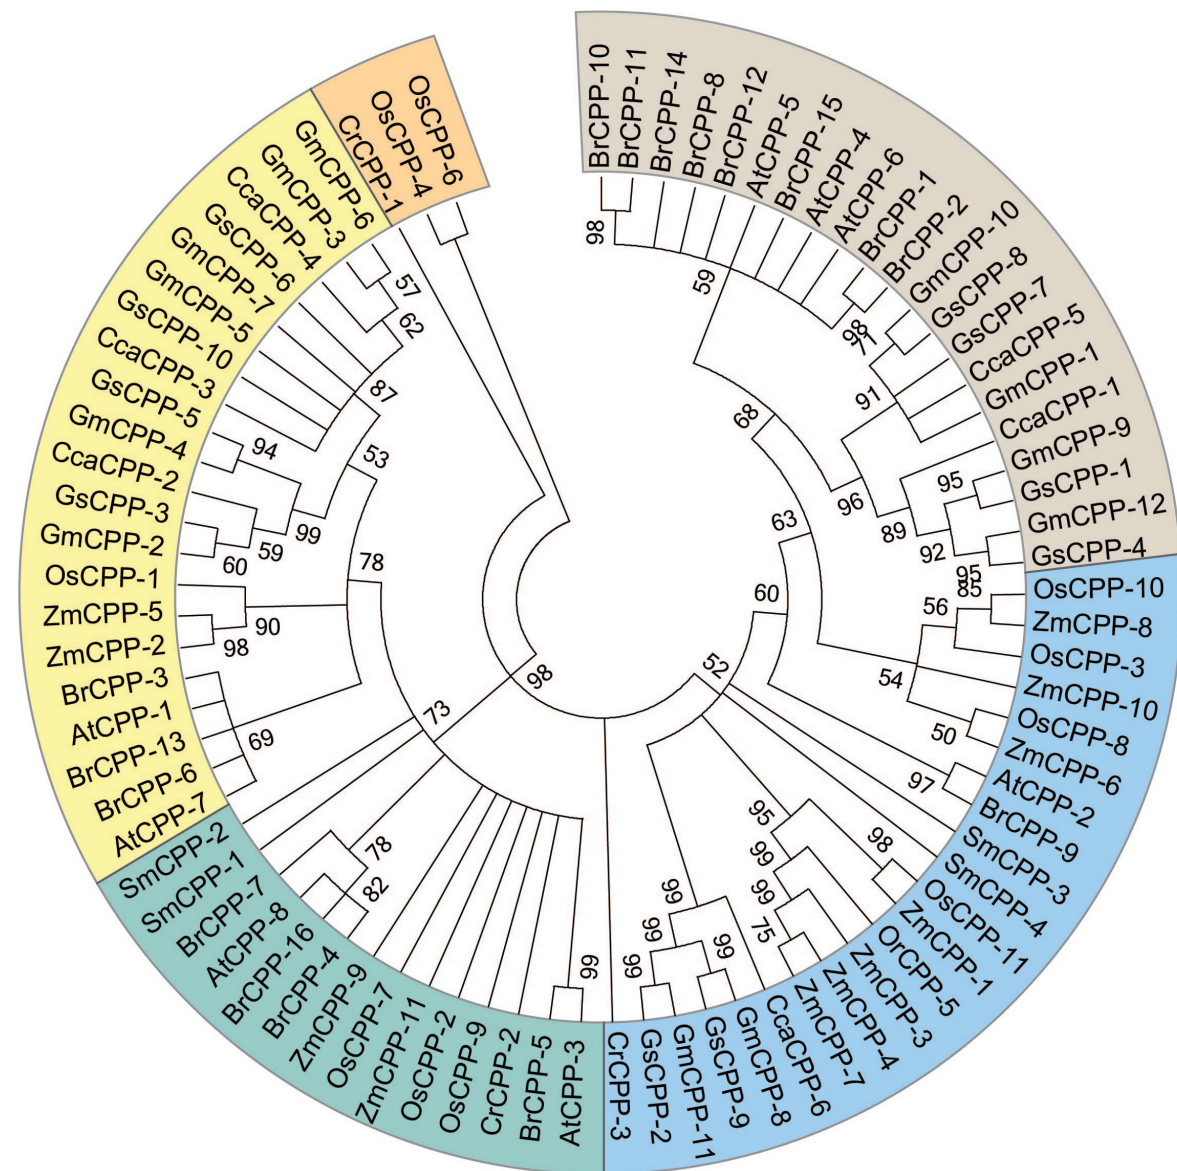 BrCPP-10
BrCPP-11
BrCPP-14
BrCPP-8
BrCPP-12
AtCPP-5
BrCPP-15
AtCPP-4
AtCPP-6
BrCPP-1
BrCPP-2
GmCPP-10
GsCPP-8
GsCPP-7
CcaCPP-5
GmCPP-1
CcaCPP-1
GmCPP-9
GsCPP-1
GmCPP-12
GsCPP-4
OsCPP-10
ZmCPP-8
OsCPP-3
ZmCPP-10
OsCPP-8
ZmCPP-6
AtCPP-2
BrCPP-9
SmCPP-3
SmCPP-4
OsCPP-11
ZmCPP-1
OrCPP-5
ZmCPP-3
ZmCPP-4
ZmCPP-7
CcaCPP-6
GmCPP-8
GsCPP-9
GmCPP-11
GsCPP-2
CrCPP-3
AtCPP-3
BrCPP-5
CrCPP-2
OsCPP-9
OsCPP-2
ZmCPP-11
OsCPP-7
ZmCPP-9
BrCPP-4
BrCPP-16
AtCPP-8
BrCPP-7
SmCPP-1
SmCPP-2
AtCPP-7
BrCPP-6
BrCPP-13
AtCPP-1
BrCPP-3
ZmCPP-2
ZmCPP-5
OsCPP-1
GmCPP-2
GsCPP-3
CcaCPP-2
GmCPP-4
GsCPP-5
CcaCPP-3
GsCPP-10
GmCPP-5
GmCPP-7
GsCPP-6
CcaCPP-4
GmCPP-3
GmCPP-6
CrCPP-1
OsCPP-4
OsCPP-6
98
59
98
71
91
68
96
89
95
92
95
85
63
60
56
54
50
97
52
95
98
99
99
75
99
99
99
99
99
82
78
73
98
69
98
90
78
60
59
99
94
53
87
62
57